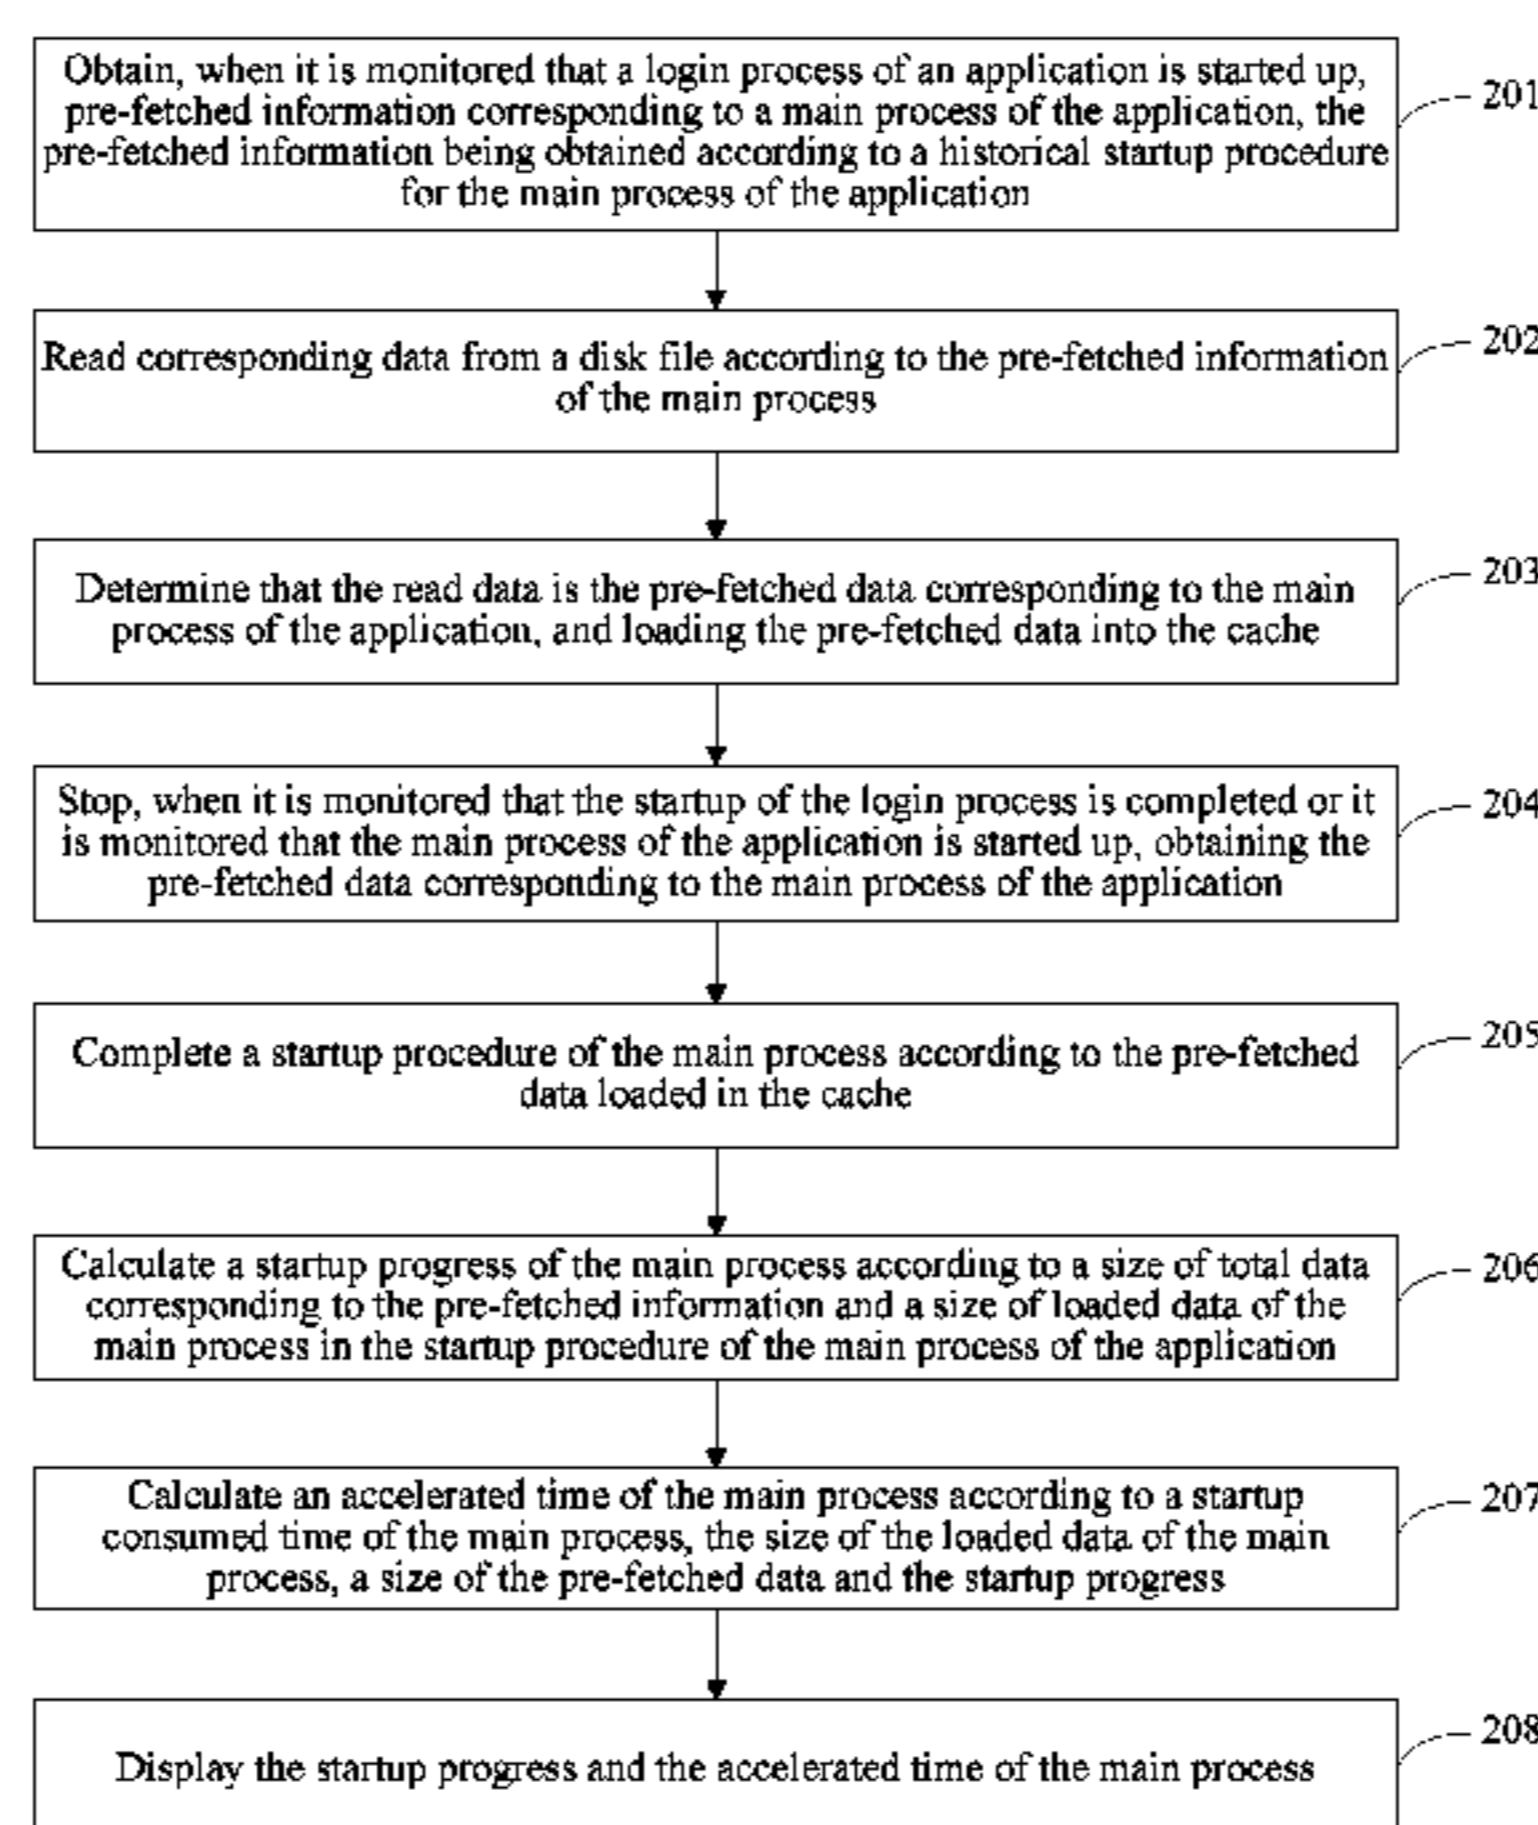 Obtain, when it is monitored that a login process of an application is started up,
pre-fetched information corresponding to a main process of the application, the
pre-fetched information being obtained according to a historical startup procedure
for the main process of the application
201
Read corresponding data from a disk file according to the pre-fetched information
of the main process
202
Determine that the read data is the pre-fetched data corresponding to the main
process of the application, and loading the pre-fetched data into the cache
203
Stop, when it is monitored that the startup of the login process is completed or it
is monitored that the main process of the application is started up, obtaining the
pre-fetched data corresponding to the main process of the application
204
Complete a startup procedure of the main process according to the pre-fetched
data loaded in the cache
205
Calculate a startup progress of the main process according to a size of total data
corresponding to the pre-fetched information and a size of loaded data of the
main process in the startup procedure of the main process of the application
206
Calculate an accelerated time of the main process according to a startup
consumed time of the main process, the size of the loaded data of the main
process, a size of the pre-fetched data and the startup progress
207
Display the startup progress and the accelerated time of the main process
208